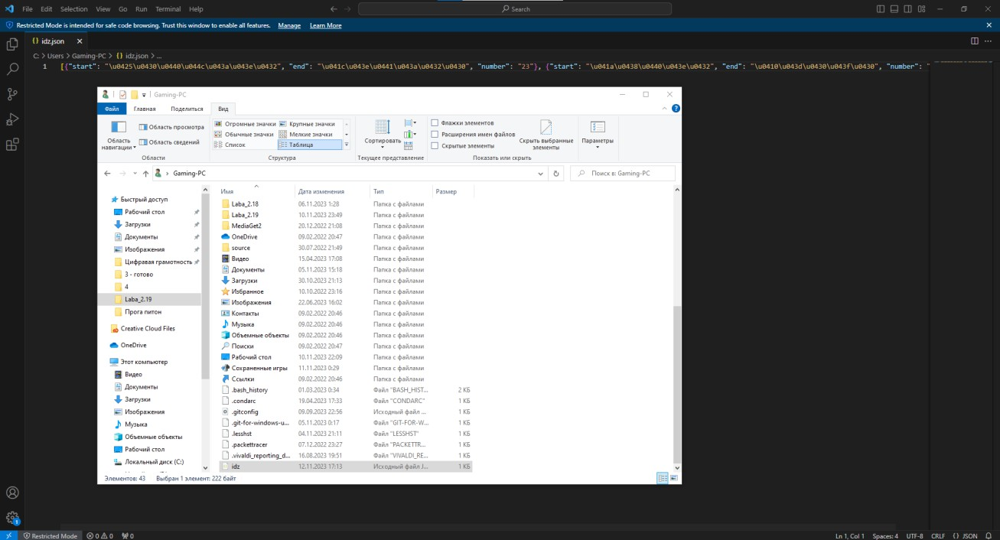 File Edit Selection View Go Run Terminal Help Search
Restricted Mode is intended for safe code browsing. Trust this window to enable all features. Manage Learn More
idz.json
C: > Users > Gaming-PC > {} idz.json > ...
1 [{"start": "\u0425\u0430\u0440\u044c\u043a\u043e\u0432", "end": "\u041c\u043e\u0441\u043a\u0432\u0430", "number": "23"}, {"start": "\u041a\u0438\u0440\u043e\u0432", "end": "\u0410\u043d\u0430\u043f\u0430", "number": "
Gaming-PC
Файл Главная Поделиться Вид
Область навигации
Область просмотра
Область сведений
Области
Огромные значки Крупные значки
Обычные значки Мелкие значки
Список Таблица
Структура
Сортировать
Текущее представление
Флажки элементов
Расширения имен файлов
Скрытые элементы
Скрыть выбранные элементы
Показать или скрыть
Параметры
Gaming-PC
Поиск в: Gaming-PC
Быстрый доступ
Рабочий стол
Загрузки
Документы
Изображения
Цифровая грамотность
3 - готово
4
Laba_2.19
Прога питон
Creative Cloud Files
OneDrive
Этот компьютер
Видео
Документы
Загрузки
Изображения
Музыка
Объемные объекты
Рабочий стол
Локальный диск (C:)
Имя Дата изменения Тип Размер
Laba_2.18 06.11.2023 1:28 Папка с файлами
Laba_2.19 10.11.2023 23:49 Папка с файлами
MediaGet2 20.12.2022 21:08 Папка с файлами
OneDrive 09.02.2022 20:47 Папка с файлами
source 30.07.2022 21:49 Папка с файлами
Видео 15.04.2023 17:08 Папка с файлами
Документы 05.11.2023 15:18 Папка с файлами
Загрузки 30.10.2023 21:13 Папка с файлами
Избранное 10.10.2022 23:16 Папка с файлами
Изображения 22.06.2023 16:02 Папка с файлами
Контакты 09.02.2022 20:46 Папка с файлами
Музыка 09.02.2022 20:46 Папка с файлами
Объемные объекты 09.02.2022 20:46 Папка с файлами
Поиски 09.02.2022 20:47 Папка с файлами
Рабочий стол 10.11.2023 22:09 Папка с файлами
Сохраненные игры 11.11.2023 0:29 Папка с файлами
Ссылки 09.02.2022 20:46 Папка с файлами
.bash_history 01.03.2023 0:34 Файл "BASH_HIST... 2 КБ
.condarc 19.04.2023 17:33 Файл "CONDARC" 1 КБ
.gitconfig 09.09.2023 22:56 Исходный файл ... 1 КБ
.git-for-windows-u... 05.11.2023 0:17 Файл "GIT-FOR-W... 1 КБ
.lesshst 04.11.2023 21:11 Файл "LESSHST" 1 КБ
.packettracer 07.12.2022 23:27 Файл "PACKETTR... 1 КБ
.vivaldi_reporting_d... 16.08.2023 19:51 Файл "VIVALDI_RE... 1 КБ
idz 12.11.2023 17:13 Исходный файл J... 1 КБ
Элементов: 43 Выбран 1 элемент: 222 байт
Restricted Mode 0 0 0 Ln 1, Col 1 Spaces: 4 UTF-8 CRLF {} JSON